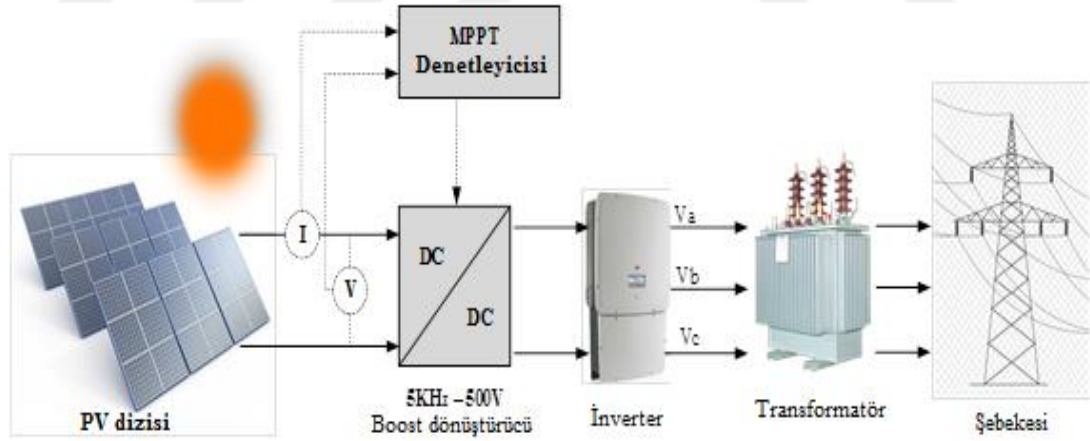 MPPT
Denetleyicisi
I
V
DC
DC
Va
Vb
Vc
PV dizisi
5KHz –500V
Boost dönüştürücü
İnverter
Transformatör
Şebekesi